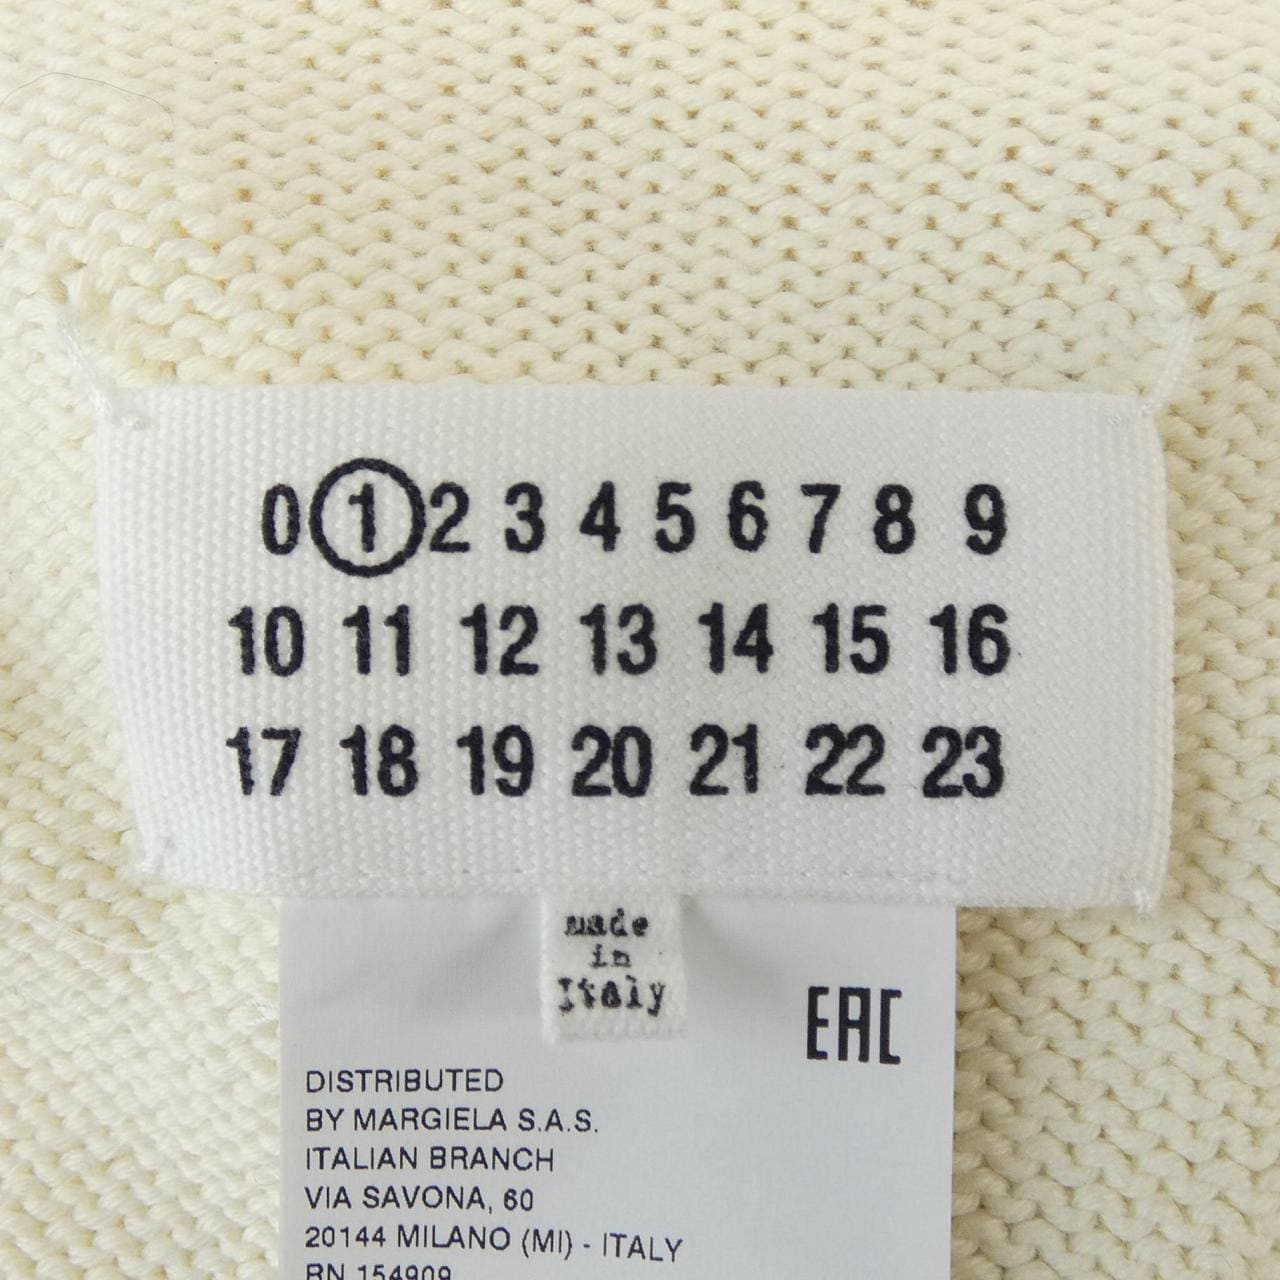 0 1 2 3 4 5 6 7 8 9
10 11 12 13 14 15 16
17 18 19 20 21 22 23
made
in
Italy
EAC
DISTRIBUTED
BY MARGIELA S.A.S.
ITALIAN BRANCH
VIA SAVONA, 60
20144 MILANO (MI) - ITALY
RN 154909